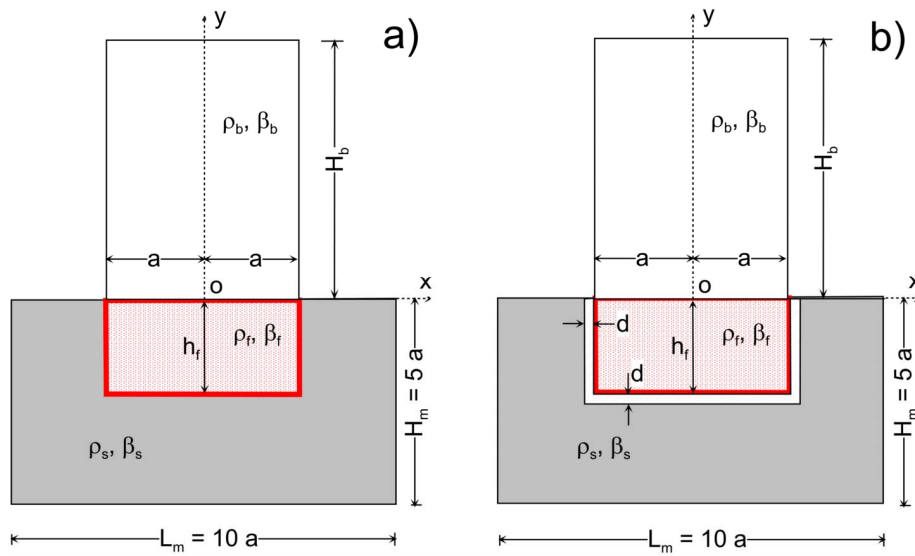 a)
y
ρb, βb
Hb
a
a
o
x
ρf, βf
hf
ρs, βs
Hm = 5 a
Lm = 10 a
b)
y
ρb, βb
Hb
a
a
o
x
d
ρf, βf
hf
d
ρs, βs
Hm = 5 a
Lm = 10 a